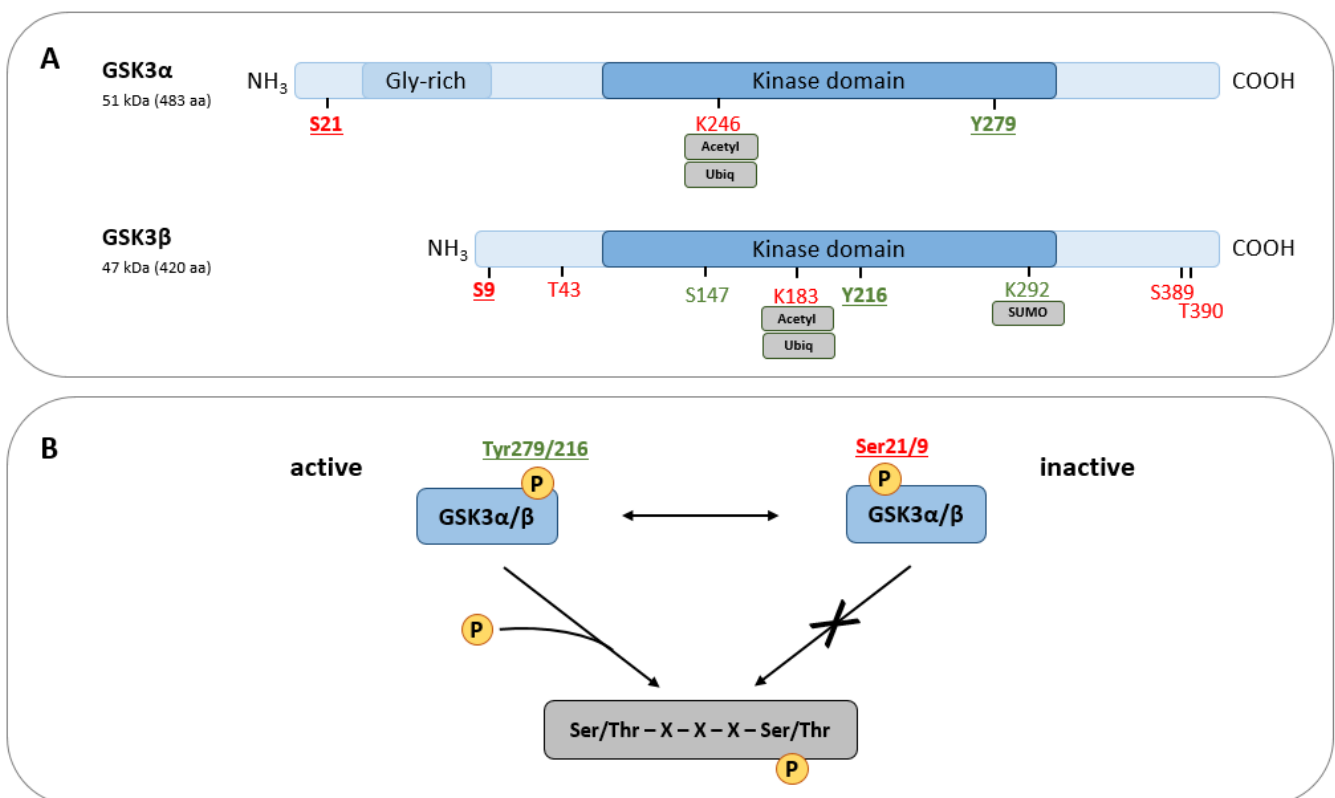 A
GSK3α
51 kDa (483 aa)
NH3
Gly-rich
Kinase domain
COOH
S21
K246
Y279
Acetyl
Ubiq
GSK3β
47 kDa (420 aa)
NH3
Kinase domain
COOH
S9
T43
S147
K183
Y216
K292
S389
T390
Acetyl
Ubiq
SUMO
B
active
Tyr279/216
P
GSK3α/β
Ser21/9
P
GSK3α/β
inactive
P
Ser/Thr – X – X – X – Ser/Thr
P